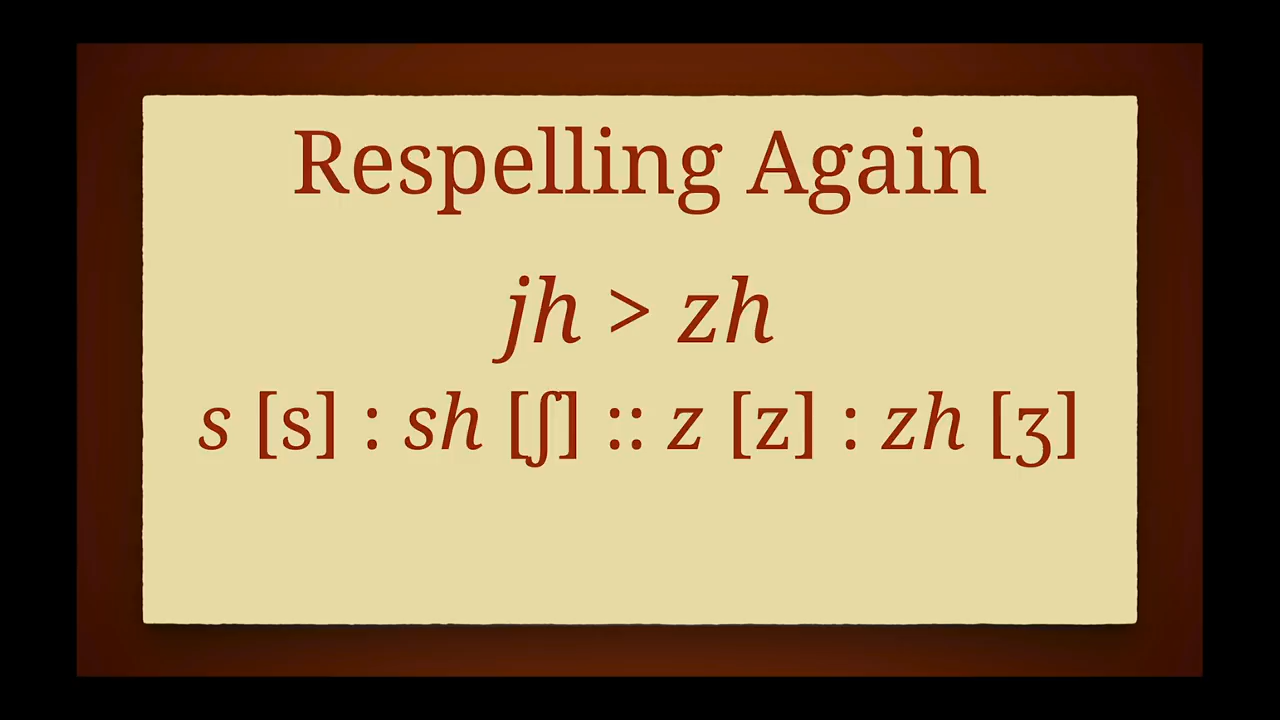 Respelling Again
jh > zh
s [s] : sh [ʃ] :: z [z] : zh [ʒ]